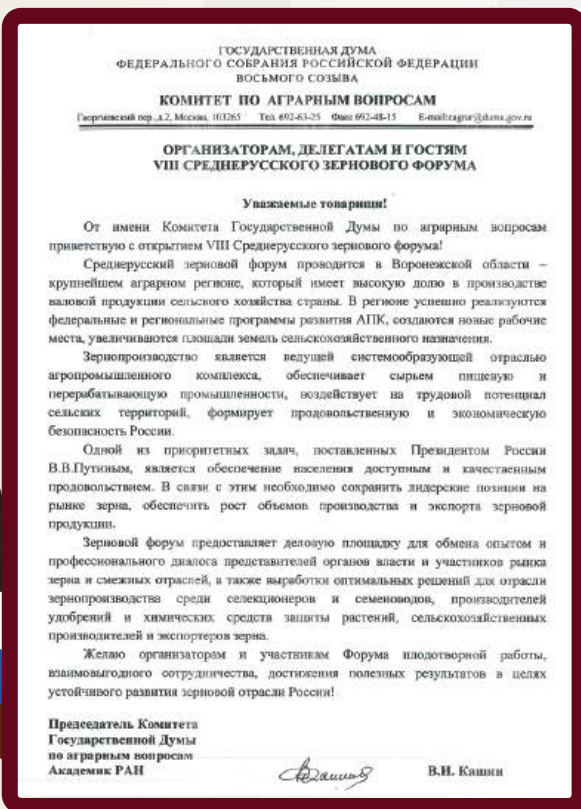 ГОСУДАРСТВЕННАЯ ДУМА
ФЕДЕРАЛЬНОГО СОБРАНИЯ РОССИЙСКОЙ ФЕДЕРАЦИИ
ВОСЬМОГО СОЗЫВА
КОМИТЕТ ПО АГРАРНЫМ ВОПРОСАМ
Георгиевский пер.,д.2, Москва, 103265 Тел. 692-63-25 Факс 692-48-15 E-mail:cagrar@duma.gov.ru
ОРГАНИЗАТОРАМ, ДЕЛЕГАТАМ И ГОСТЯМ
VIII СРЕДНЕРУССКОГО ЗЕРНОВОГО ФОРУМА
Уважаемые товарищи!
От имени Комитета Государственной Думы по аграрным вопросам
приветствую с открытием VIII Среднерусского зернового форума!
Среднерусский зерновой форум проводится в Воронежской области –
крупнейшем аграрном регионе, который имеет высокую долю в производстве
валовой продукции сельского хозяйства страны. В регионе успешно реализуются
федеральные и региональные программы развития АПК, создаются новые рабочие
места, увеличиваются площади земель сельскохозяйственного назначения.
Зернопроизводство является ведущей системообразующей отраслью
агропромышленного комплекса, обеспечивает сырьем пищевую и
перерабатывающую промышленности, воздействует на трудовой потенциал
сельских территорий, формирует продовольственную и экономическую
безопасность России.
Одной из приоритетных задач, поставленных Президентом России
В.В.Путиным, является обеспечение населения доступным и качественным
продовольствием. В связи с этим необходимо сохранить лидерские позиции на
рынке зерна, обеспечить рост объемов производства и экспорта зерновой
продукции.
Зерновой форум предоставляет деловую площадку для обмена опытом и
профессионального диалога представителей органов власти и участников рынка
зерна и смежных отраслей, а также выработки оптимальных решений для отрасли
зернопроизводства среди селекционеров и семеноводов, производителей
удобрений и химических средств защиты растений, сельскохозяйственных
производителей и экспортеров зерна.
Желаю организаторам и участникам Форума плодотворной работы,
взаимовыгодного сотрудничества, достижения полезных результатов в целях
устойчивого развития зерновой отрасли России!
Председатель Комитета
Государственной Думы
по аграрным вопросам
Академик РАН В.И. Кашин